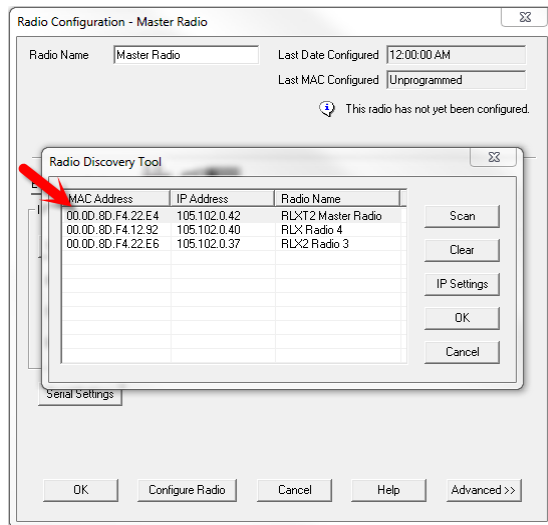 Radio Configuration - Master Radio
Radio Name Master Radio Last Date Configured 12:00:00 AM
Last MAC Configured Unprogrammed
This radio has not yet been configured.
Radio Discovery Tool
MAC Address IP Address Radio Name
00.0D.8D.F4.22.E4 105.102.0.42 RLXT2 Master Radio
00.0D.8D.F4.12.92 105.102.0.40 RLX Radio 4
00.0D.8D.F4.22.E6 105.102.0.37 RLX2 Radio 3
Scan
Clear
IP Settings
OK
Cancel
Serial Settings
OK Configure Radio Cancel Help Advanced >>